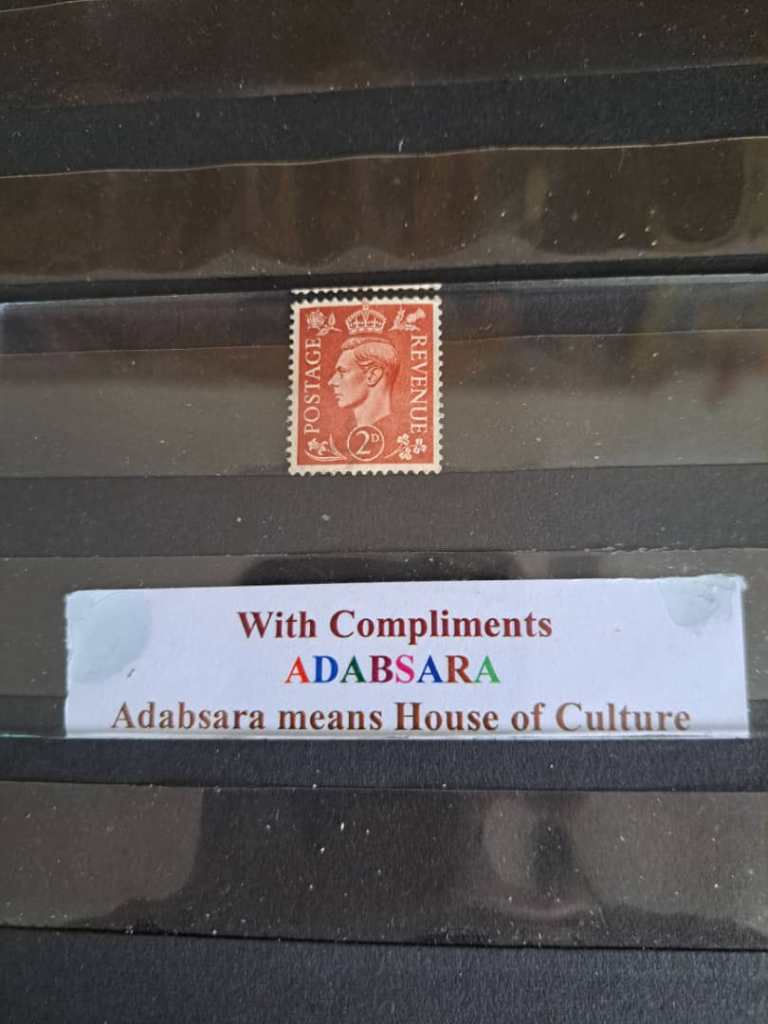 POSTAGE
REVENUE
2D
With Compliments
ADABSARA
Adabsara means House of Culture